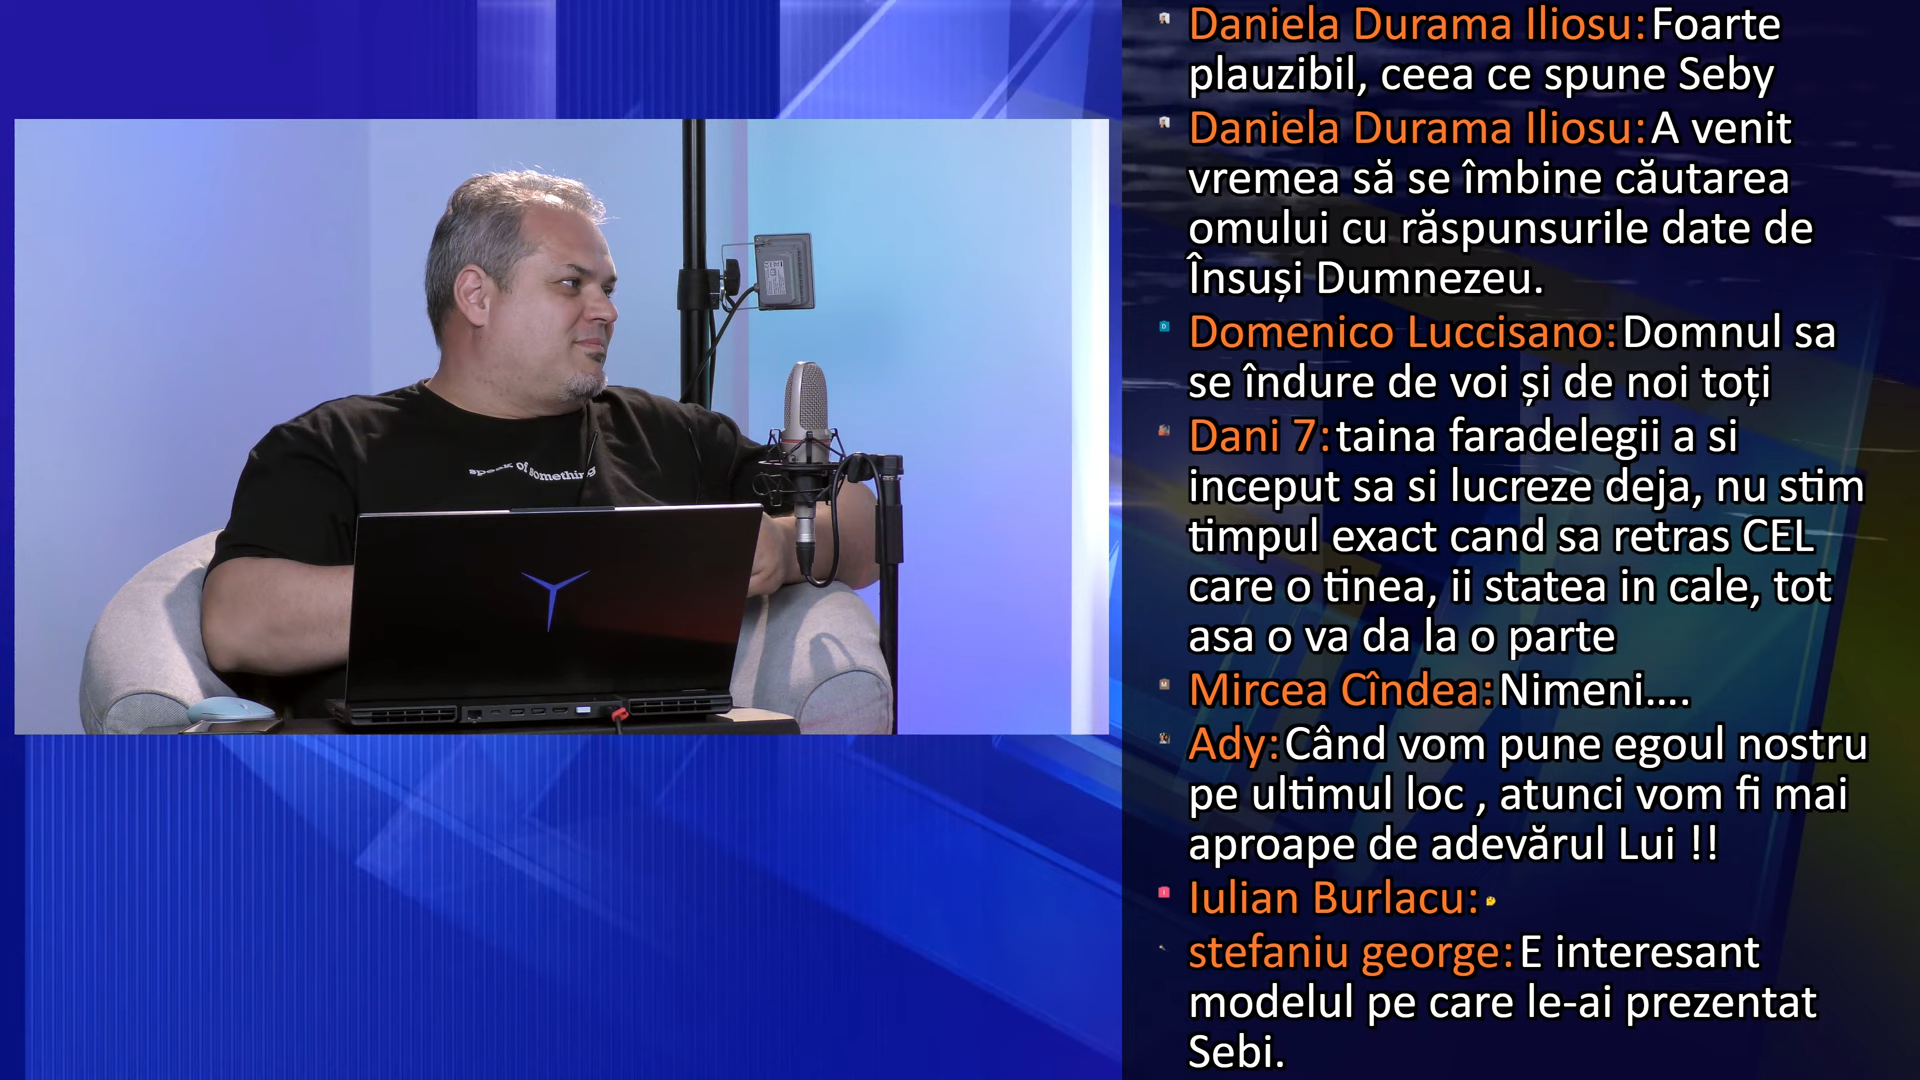 Daniela Durama Iliosu: Foarte
plauzibil, ceea ce spune Seby
Daniela Durama Iliosu: A venit
vremea să se îmbine căutarea
omului cu răspunsurile date de
Însuși Dumnezeu.
Domenico Luccisano: Domnul sa
se îndure de voi și de noi toți
Dani 7: taina faradelegii a si
inceput sa si lucreze deja, nu stim
timpul exact cand sa retras CEL
care o tinea, ii statea in cale, tot
asa o va da la o parte
Mircea Cîndea: Nimeni....
Ady: Când vom pune egoul nostru
pe ultimul loc , atunci vom fi mai
aproape de adevărul Lui !!
Iulian Burlacu: 🤔
stefaniu george: E interesant
modelul pe care le-ai prezentat
Sebi.
speak of something